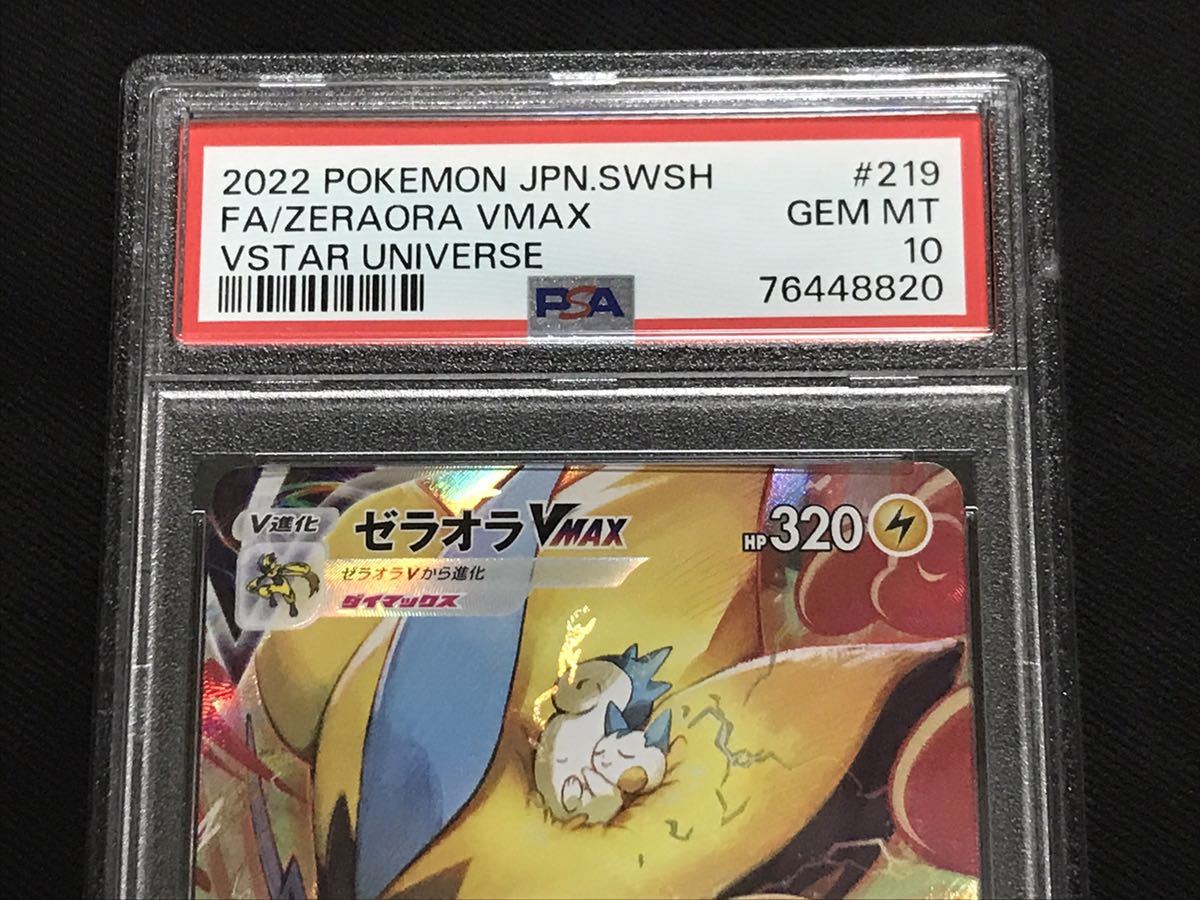 2022 POKEMON JPN.SWSH #219
FA/ZERAORA VMAX GEM MT
VSTAR UNIVERSE 10
PSA 76448820
V進化 ゼラオラVMAX HP320
ゼラオラVから進化
ダイマックス